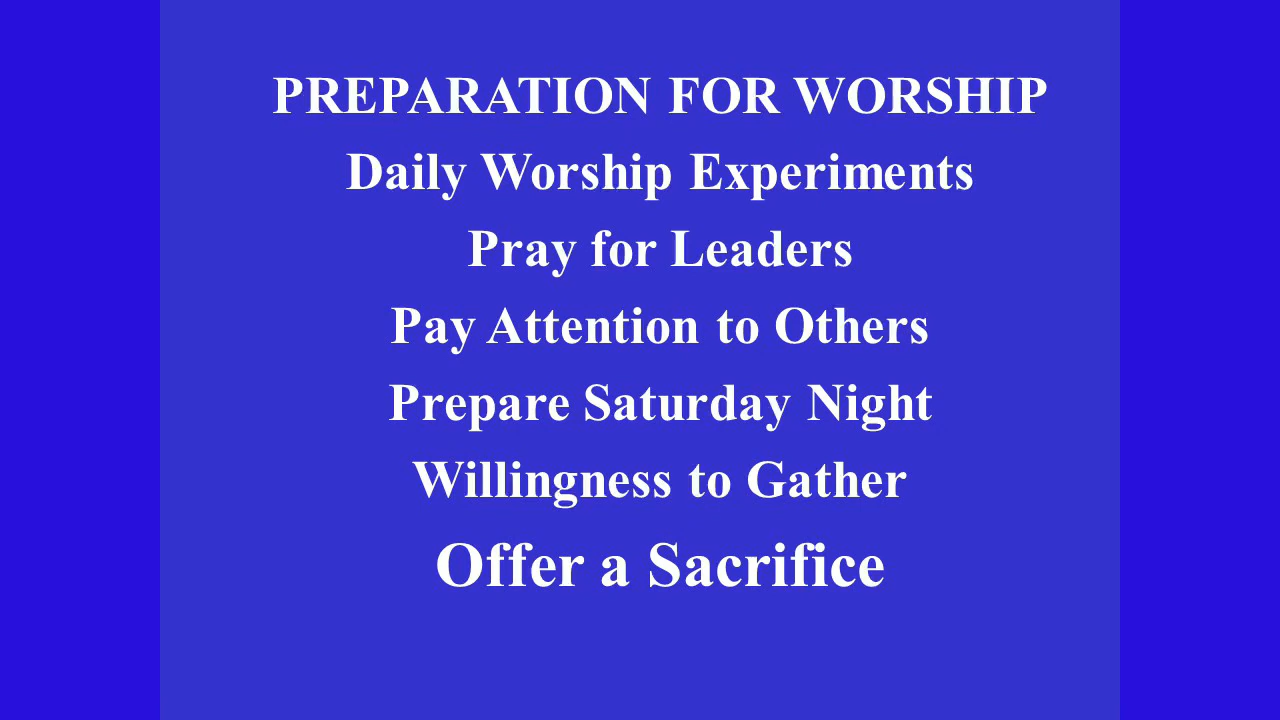 PREPARATION FOR WORSHIP
Daily Worship Experiments
Pray for Leaders
Pay Attention to Others
Prepare Saturday Night
Willingness to Gather
Offer a Sacrifice